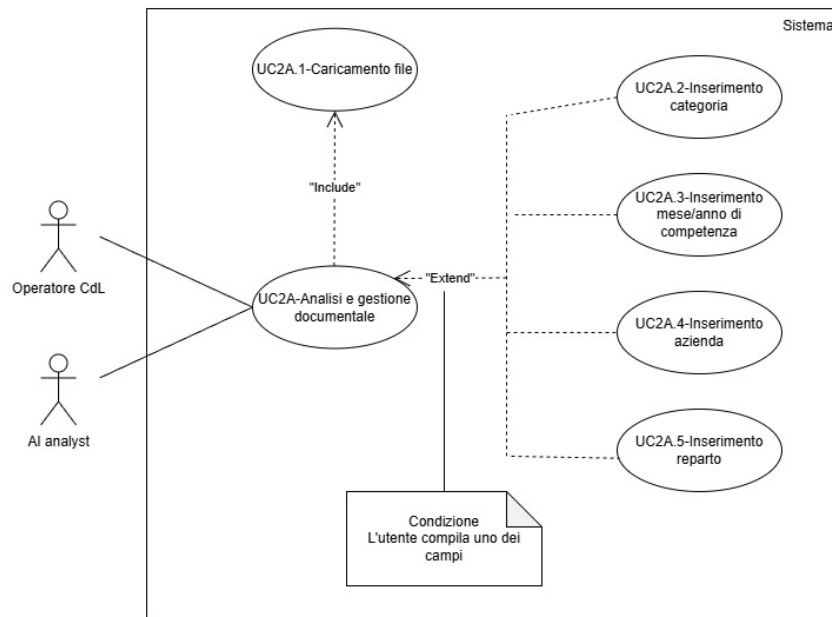 Sistema
UC2A.1-Caricamento file
UC2A.2-Inserimento
categoria
"Include"
UC2A.3-Inserimento
mese/anno di
competenza
Operatore CdL
"Extend"
UC2A-Analisi e gestione
documentale
UC2A.4-Inserimento
azienda
AI analyst
UC2A.5-Inserimento
reparto
Condizione
L'utente compila uno dei
campi